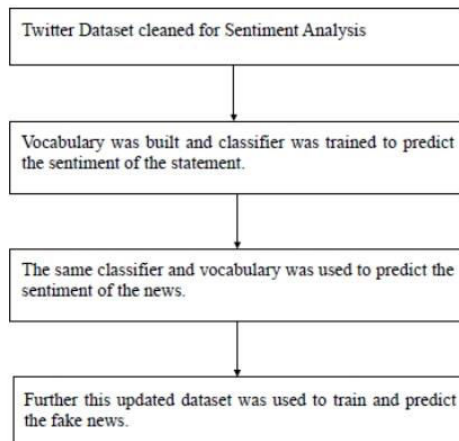 Twitter Dataset cleaned for Sentiment Analysis
Vocabulary was built and classifier was trained to predict
the sentiment of the statement.
The same classifier and vocabulary was used to predict the
sentiment of the news.
Further this updated dataset was used to train and predict
the fake news.